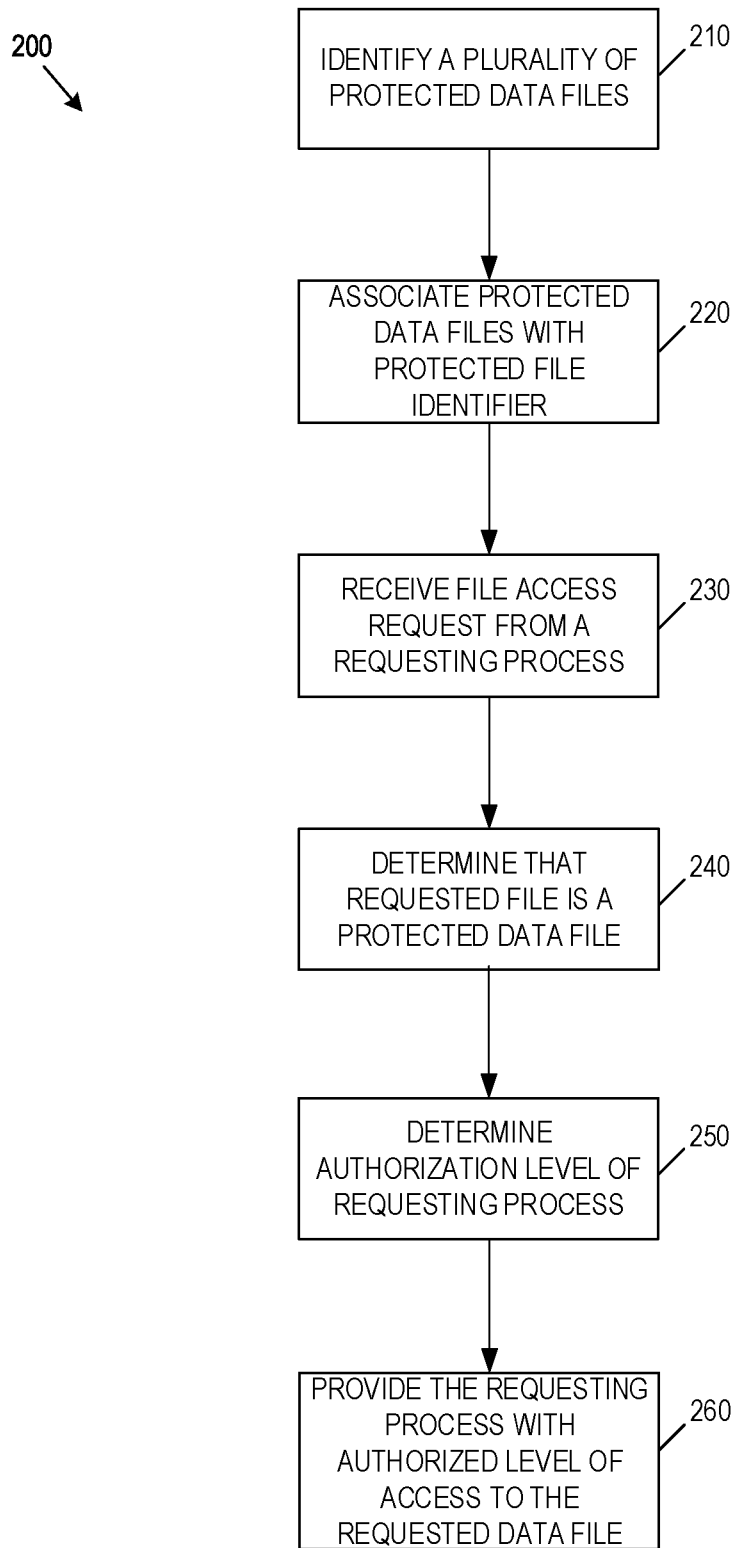 200
IDENTIFY A PLURALITY OF
PROTECTED DATA FILES
210
ASSOCIATE PROTECTED
DATA FILES WITH
PROTECTED FILE
IDENTIFIER
220
RECEIVE FILE ACCESS
REQUEST FROM A
REQUESTING PROCESS
230
DETERMINE THAT
REQUESTED FILE IS A
PROTECTED DATA FILE
240
DETERMINE
AUTHORIZATION LEVEL OF
REQUESTING PROCESS
250
PROVIDE THE REQUESTING
PROCESS WITH
AUTHORIZED LEVEL OF
ACCESS TO THE
REQUESTED DATA FILE
260